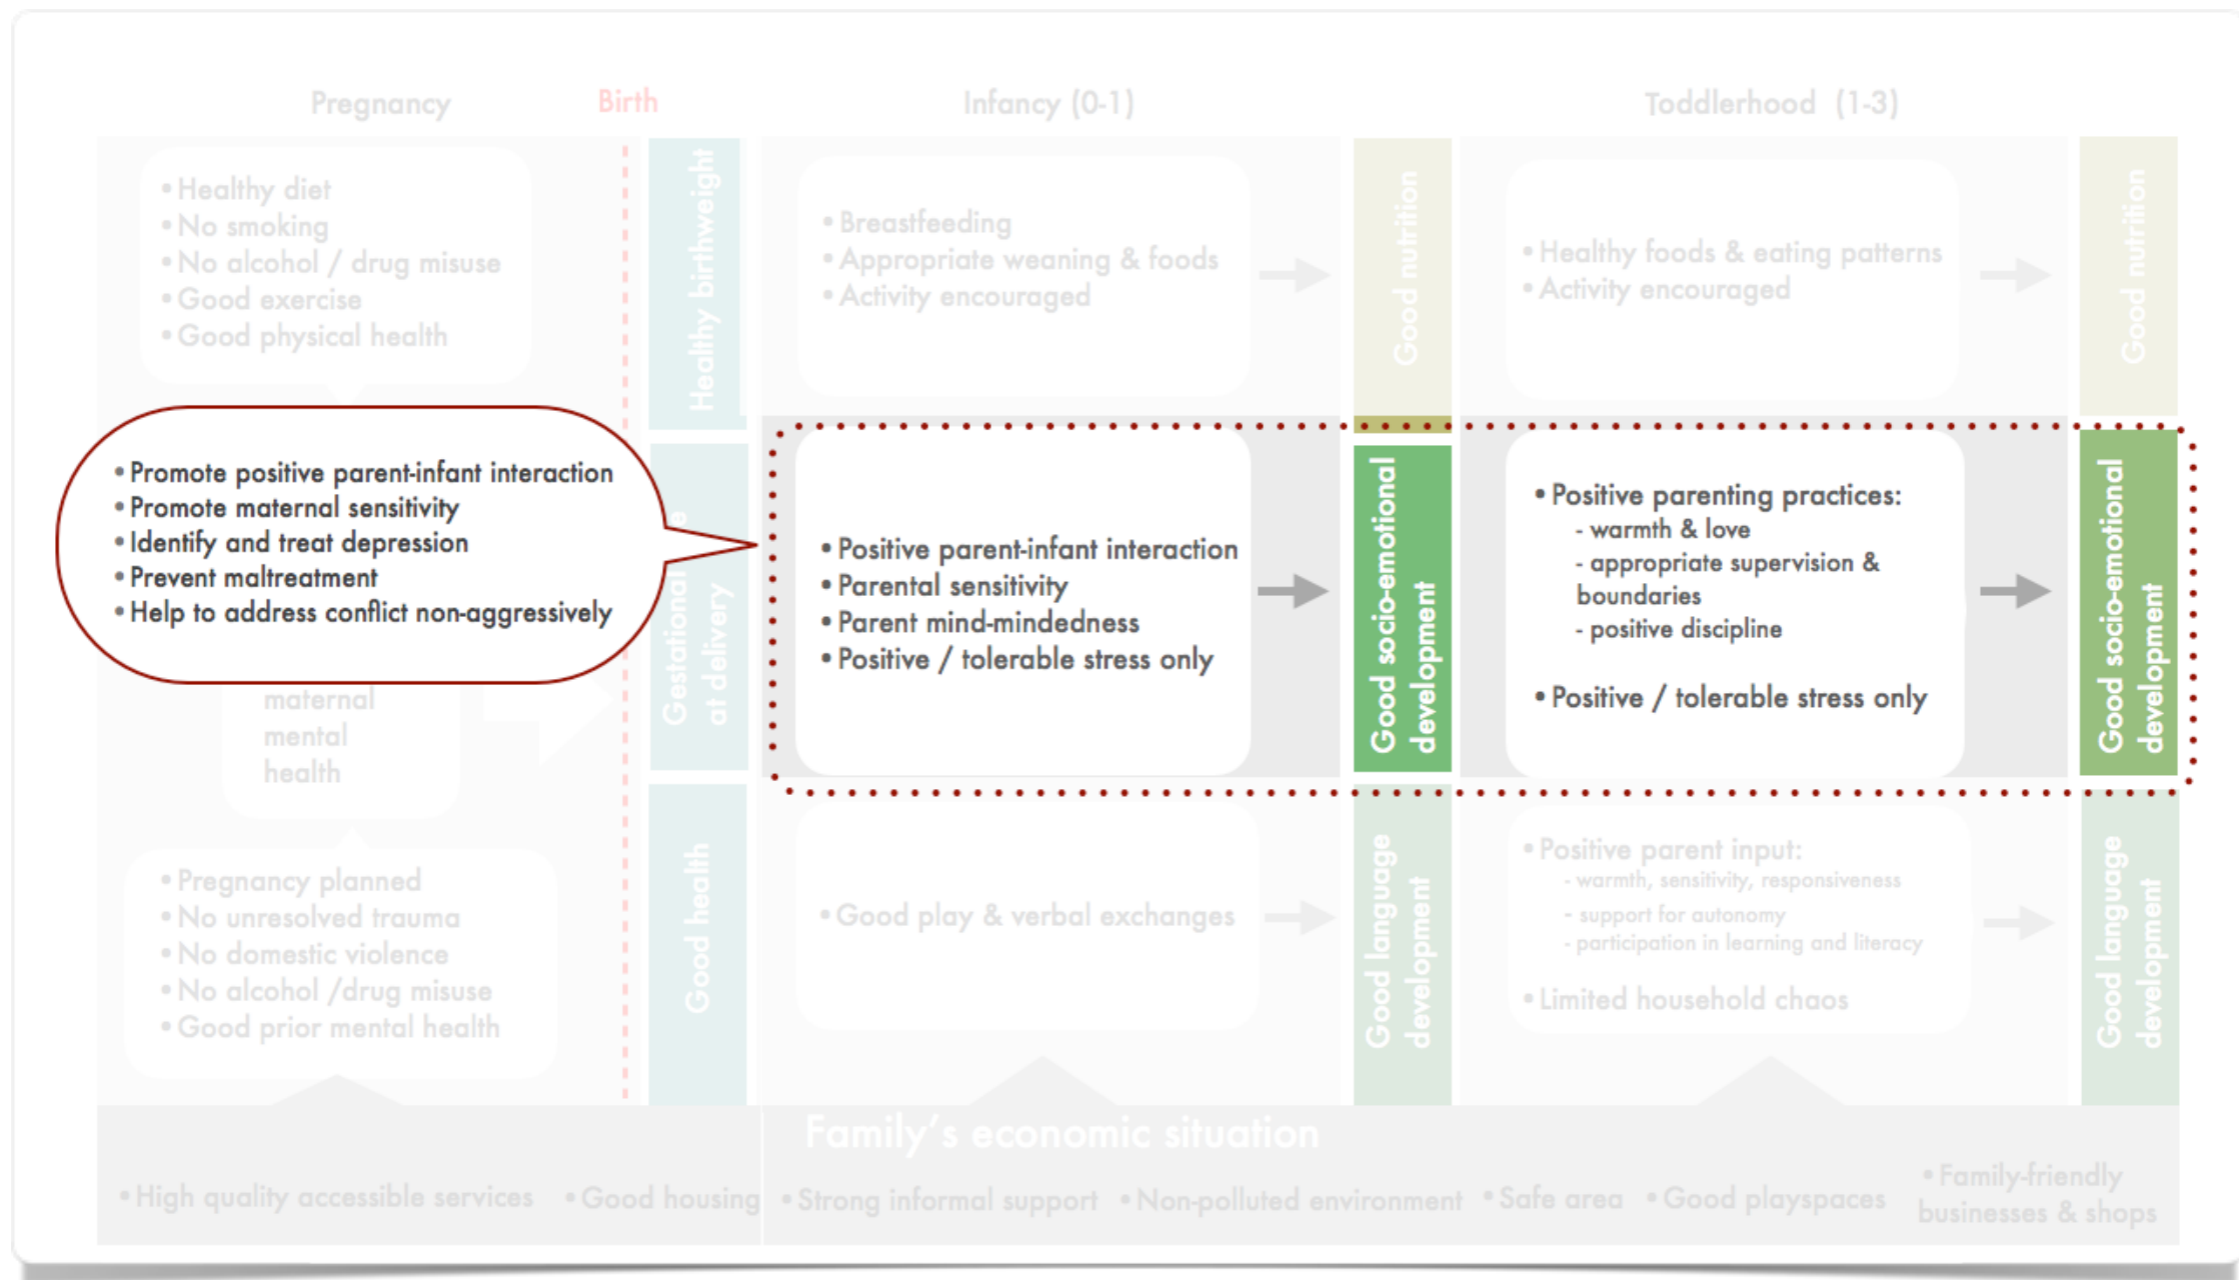 Pregnancy
Birth
Infancy (0-1)
Toddlerhood (1-3)
• Healthy diet
• No smoking
• No alcohol / drug misuse
• Good exercise
• Good physical health
Healthy birthweight
• Breastfeeding
• Appropriate weaning & foods
• Activity encouraged
Good nutrition
• Healthy foods & eating patterns
• Activity encouraged
Good nutrition
• Promote positive parent-infant interaction
• Promote maternal sensitivity
• Identify and treat depression
• Prevent maltreatment
• Help to address conflict non-aggressively
maternal
mental
health
Gestational
at delivery
• Positive parent-infant interaction
• Parental sensitivity
• Parent mind-mindedness
• Positive / tolerable stress only
Good socio-emotional
development
• Positive parenting practices:
- warmth & love
- appropriate supervision &
boundaries
- positive discipline
• Positive / tolerable stress only
Good socio-emotional
development
• Pregnancy planned
• No unresolved trauma
• No domestic violence
• No alcohol /drug misuse
• Good prior mental health
Good health
• Good play & verbal exchanges
Good language
development
• Positive parent input:
- warmth, sensitivity, responsiveness
- support for autonomy
- participation in learning and literacy
• Limited household chaos
Good language
development
Family's economic situation
• High quality accessible services
• Good housing
• Strong informal support
• Non-polluted environment
• Safe area
• Good playspaces
• Family-friendly
businesses & shops